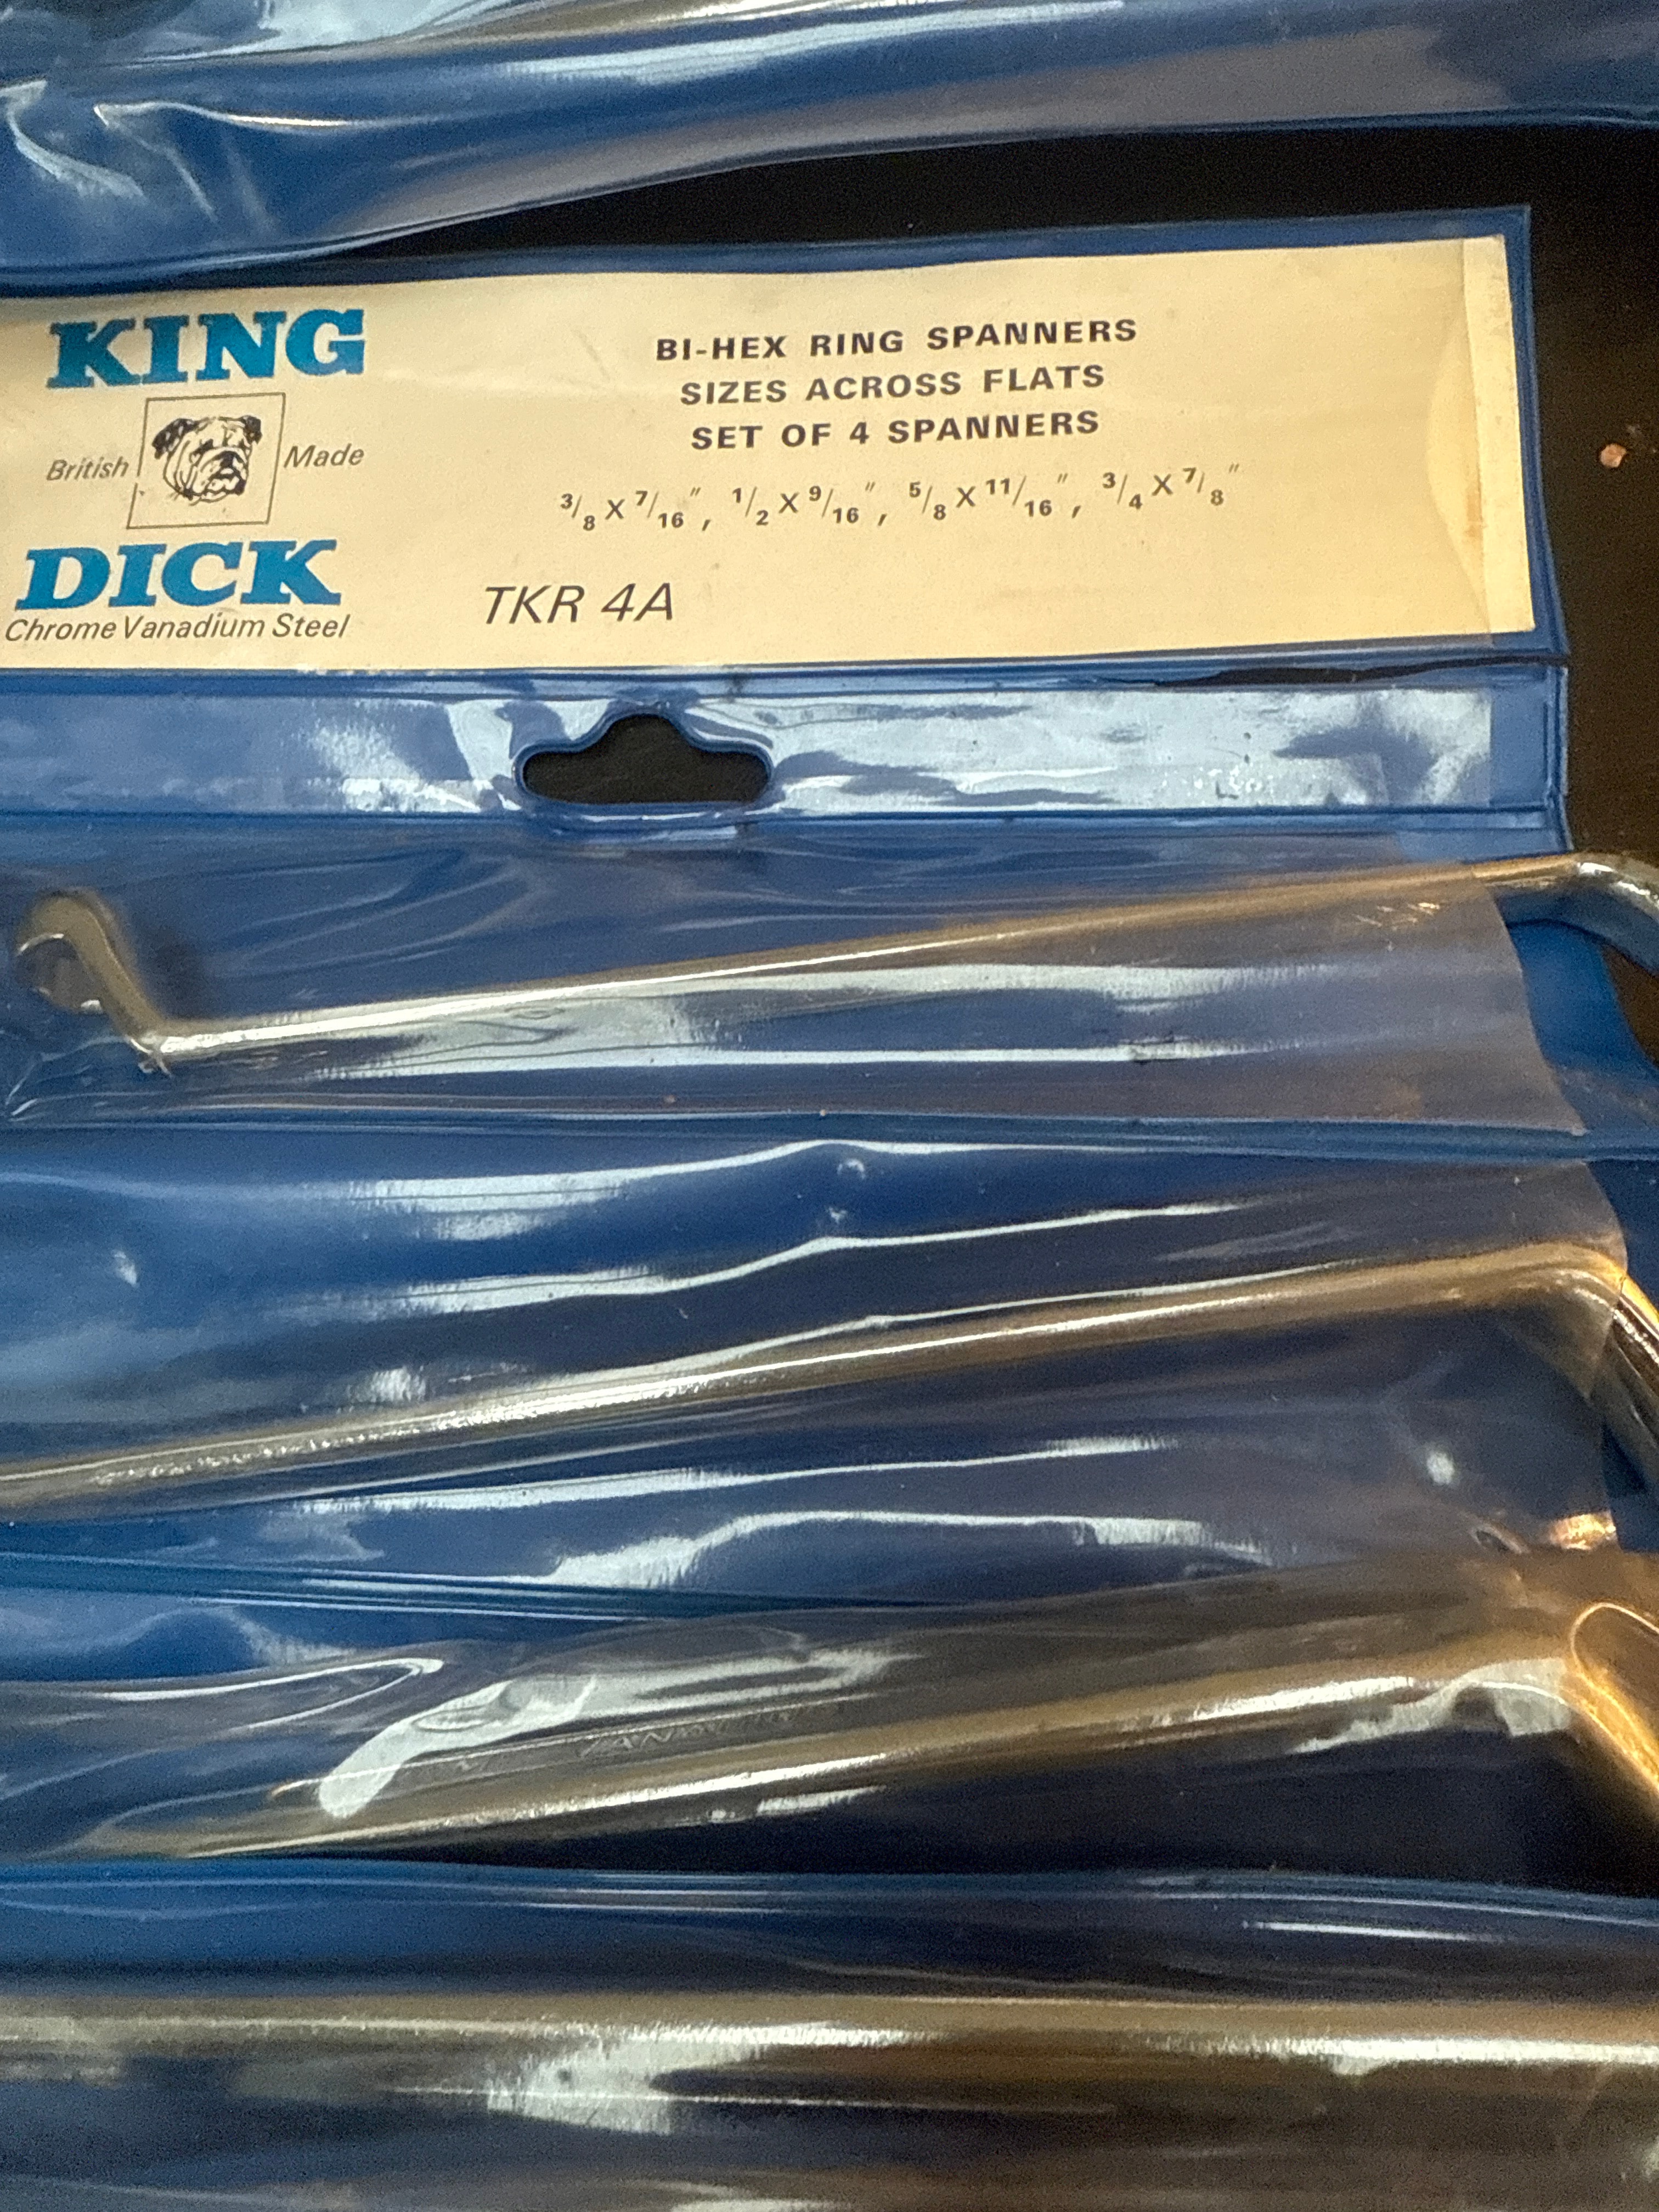 KING
British Made
DICK
Chrome Vanadium Steel
BI-HEX RING SPANNERS
SIZES ACROSS FLATS
SET OF 4 SPANNERS
3/8 X 7/16", 1/2 X 9/16", 5/8 X 11/16", 3/4 X 7/8"
TKR 4A